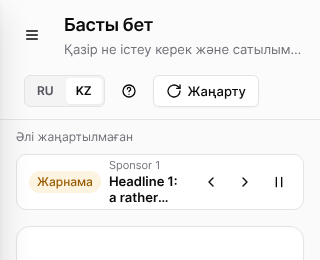 Басты бет
Қазір не істеу керек және сатылым...
RU
KZ
Жаңарту
Әлі жаңартылмаған
Sponsor 1
Жарнама
Headline 1:
a rather...